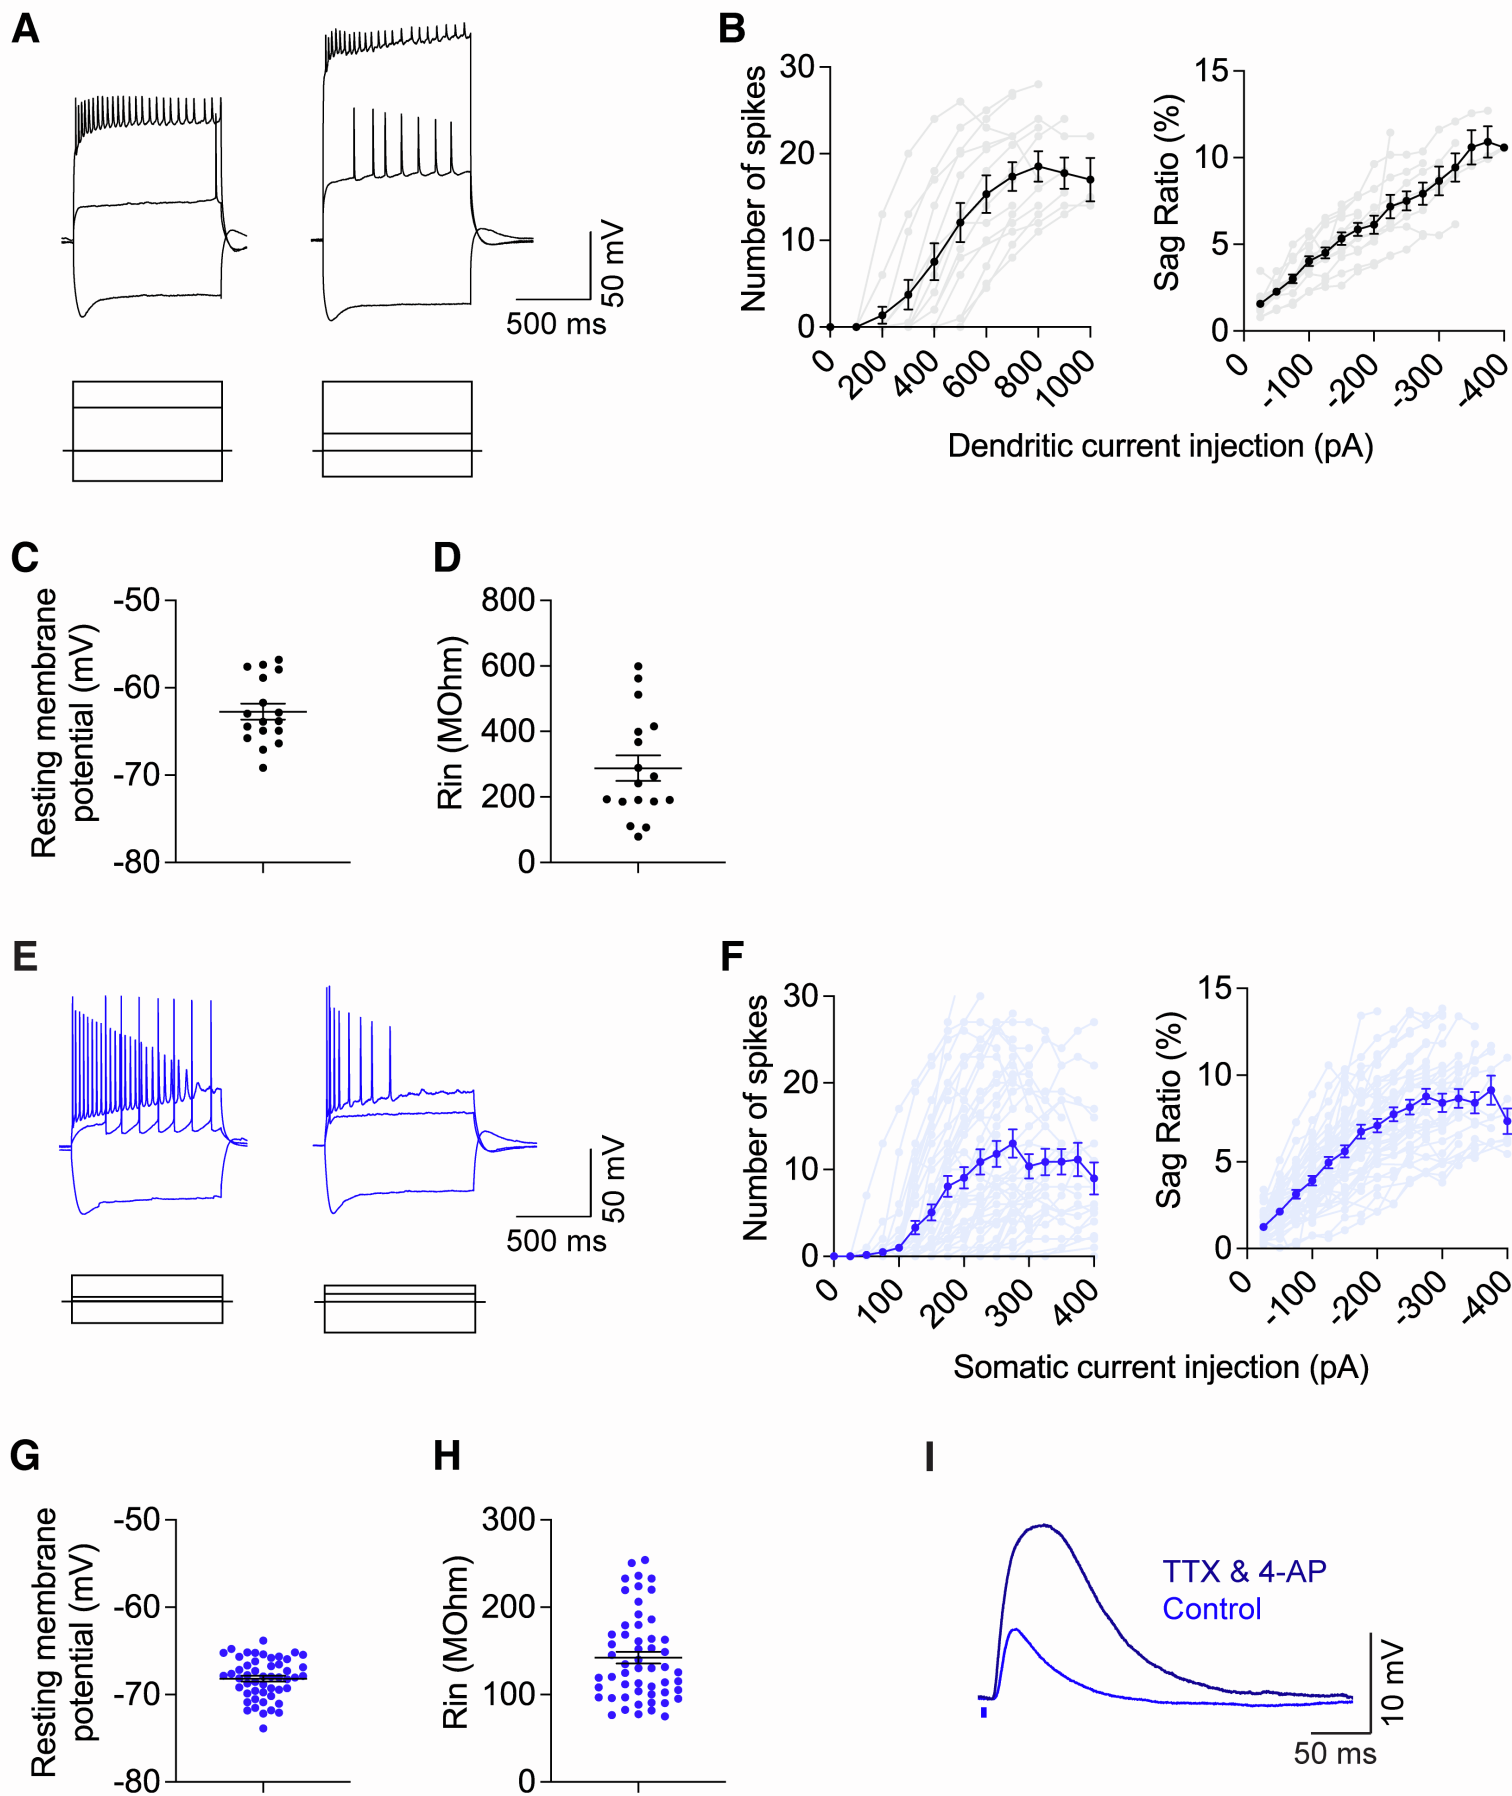 A
50 mV
500 ms
B
Number of spikes
30
20
10
0
0
200
400
600
800
1000
Sag Ratio (%)
15
10
5
0
0
-100
-200
-300
-400
Dendritic current injection (pA)
C
Resting membrane
potential (mV)
-50
-60
-70
-80
D
Rin (MOhm)
800
600
400
200
0
E
50 mV
500 ms
F
Number of spikes
30
20
10
0
0
100
200
300
400
Sag Ratio (%)
15
10
5
0
0
-100
-200
-300
-400
Somatic current injection (pA)
G
Resting membrane
potential (mV)
-50
-60
-70
-80
H
Rin (MOhm)
300
200
100
0
I
TTX & 4-AP
Control
10 mV
50 ms